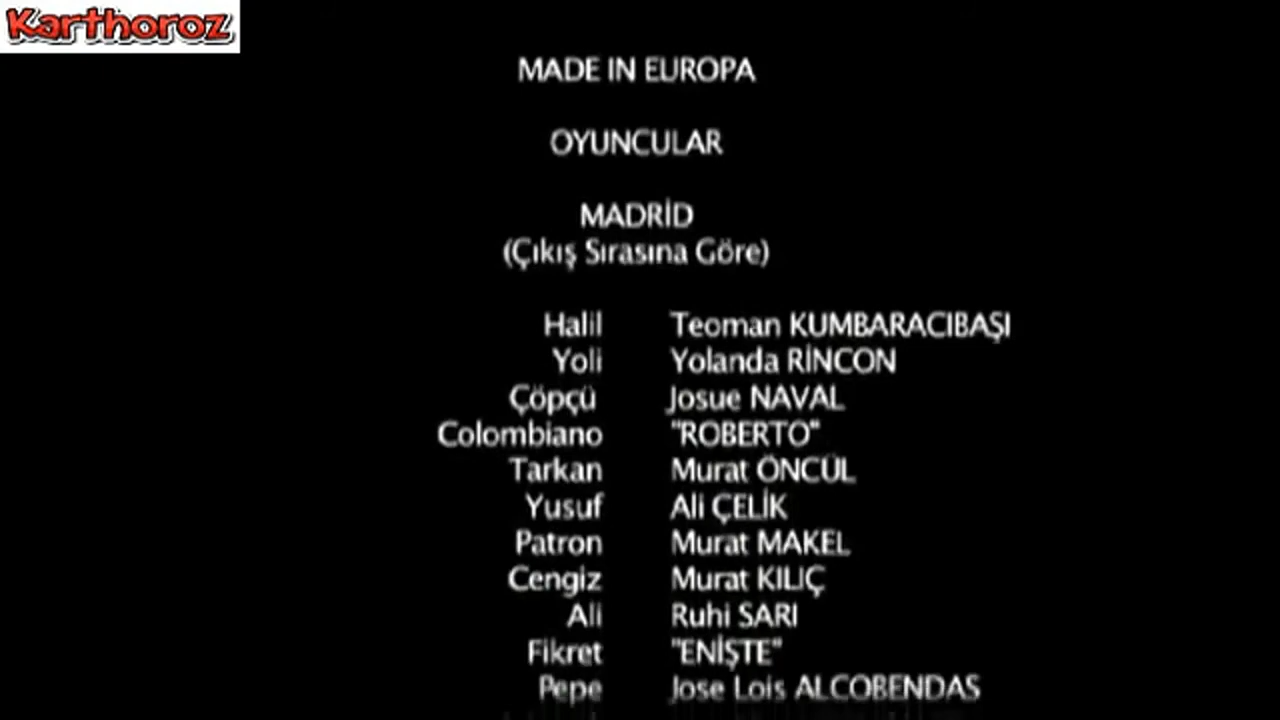 Karthoroz
MADE IN EUROPA
OYUNCULAR
MADRİD
(Çıkış Sırasına Göre)
Halil Teoman KUMBARACIBAŞI
Yoli Yolanda RİNCON
Çöpçü Josue NAVAL
Colombiano "ROBERTO"
Tarkan Murat ÖNCÜL
Yusuf Ali ÇELİK
Patron Murat MAKEL
Cengiz Murat KILIÇ
Ali Ruhi SARI
Fikret "ENİŞTE"
Pepe Jose Lois ALCOBENDAS